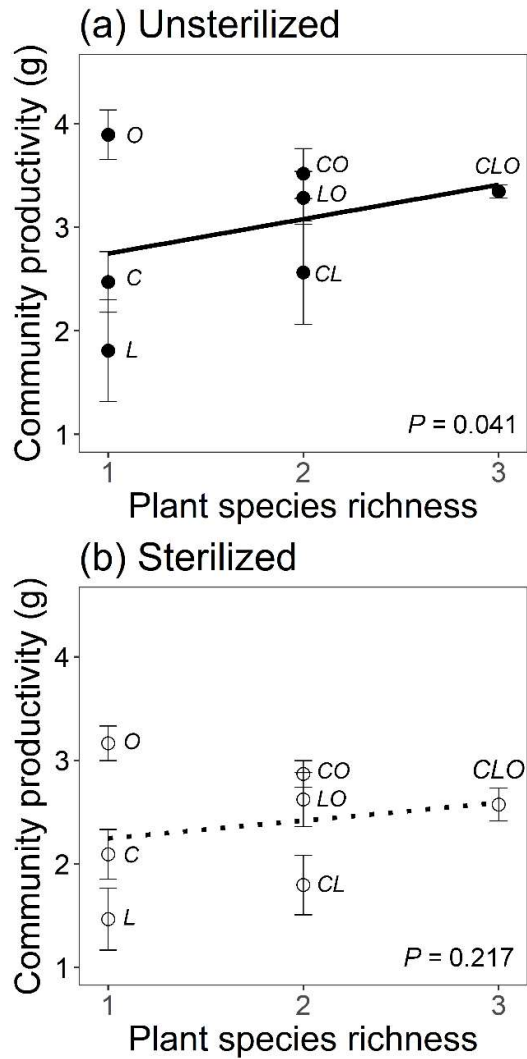 (a) Unsterilized
Community productivity (g)
4
3
2
1
O
C
L
CO
LO
CL
CLO
P = 0.041
1
2
3
Plant species richness
(b) Sterilized
Community productivity (g)
4
3
2
1
O
C
L
CO
LO
CL
CLO
P = 0.217
1
2
3
Plant species richness